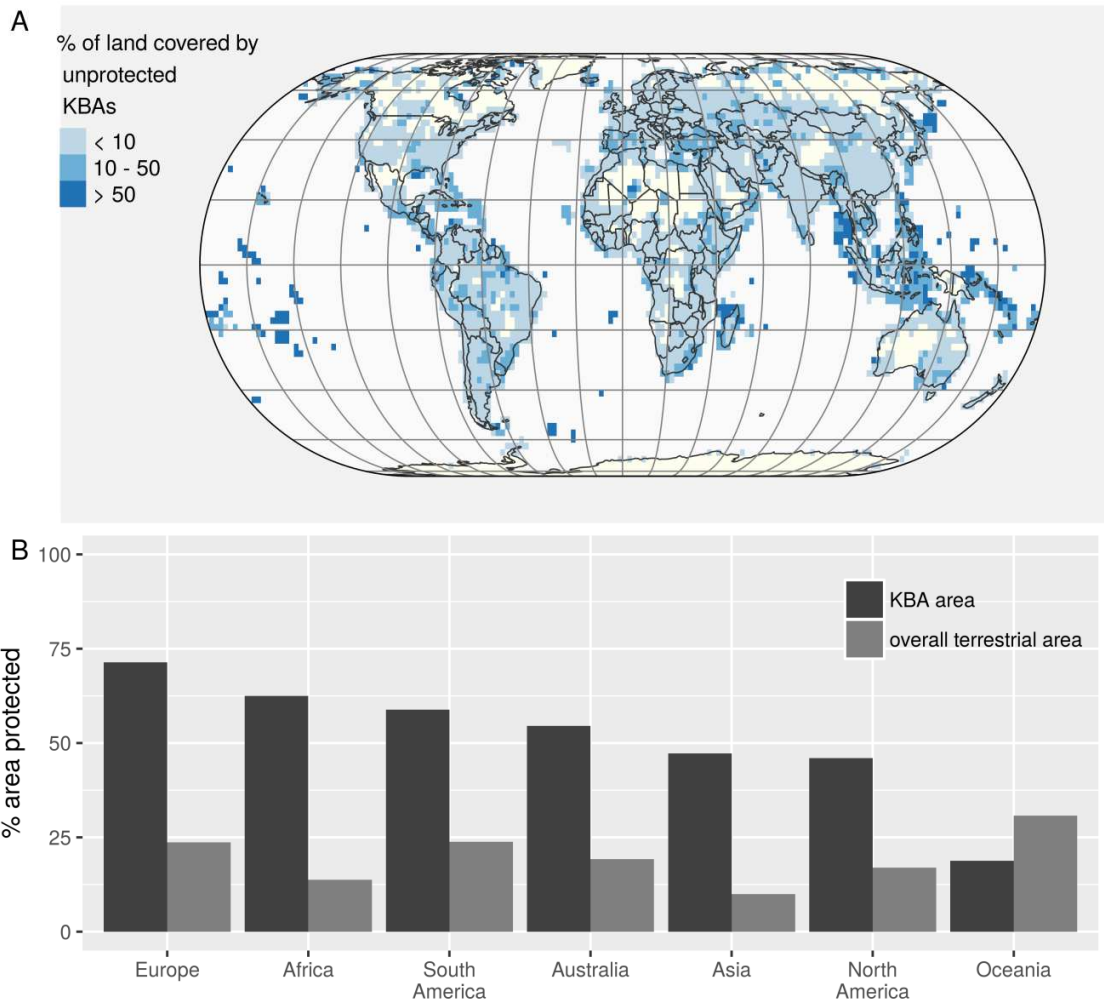 A
% of land covered by
unprotected
KBAs
< 10
10 - 50
> 50
B
100
75
50
25
0
% area protected
KBA area
overall terrestrial area
Europe
Africa
South
America
Australia
Asia
North
America
Oceania